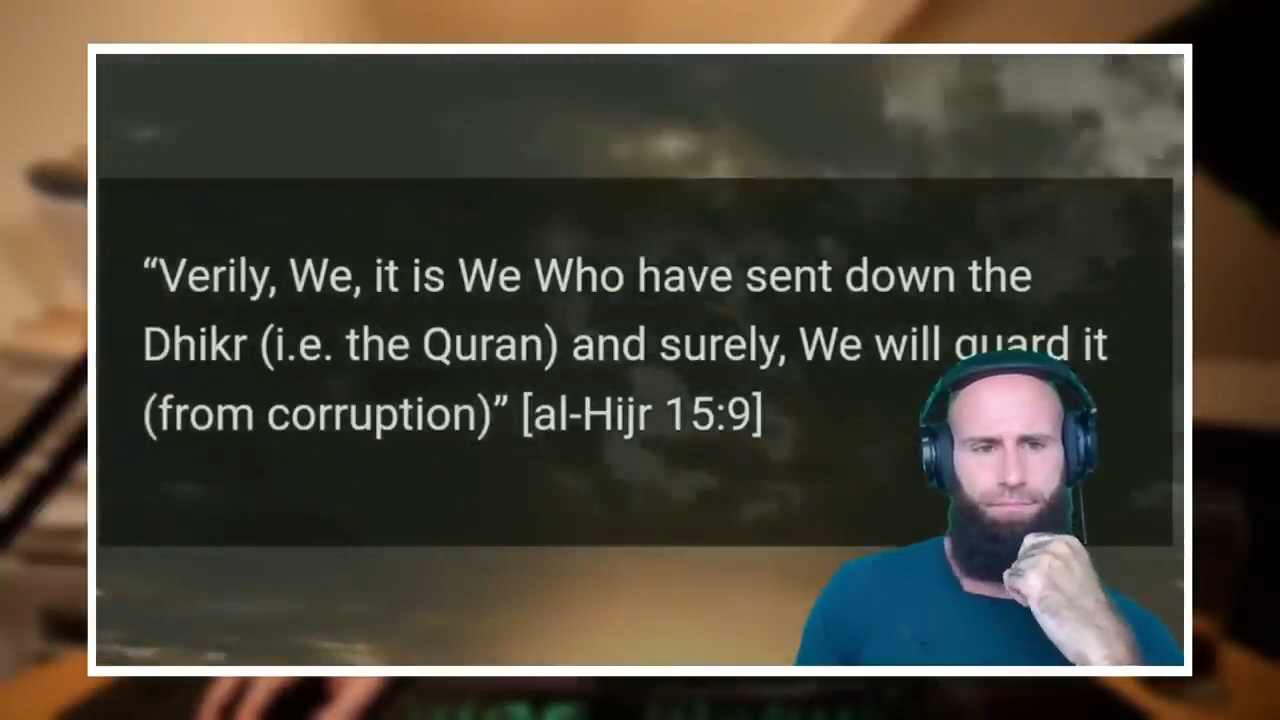 “Verily, We, it is We Who have sent down the
Dhikr (i.e. the Quran) and surely, We will guard it
(from corruption)” [al-Hijr 15:9]